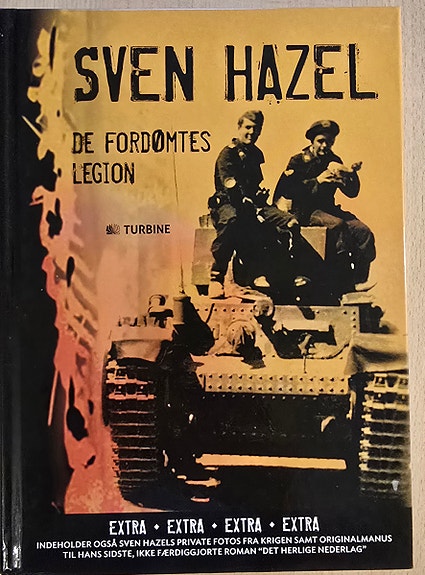 SVEN HAZEL
DE FORDØMTES
LEGION
TURBINE
EXTRA • EXTRA • EXTRA • EXTRA
INDEHOLDER OGSÅ SVEN HAZELS PRIVATE FOTOS FRA KRIGEN SAMT ORIGINALMANUS
TIL HANS SIDSTE, IKKE FÆRDIGGJORTE ROMAN “DET HERLIGE NEDERLAG”